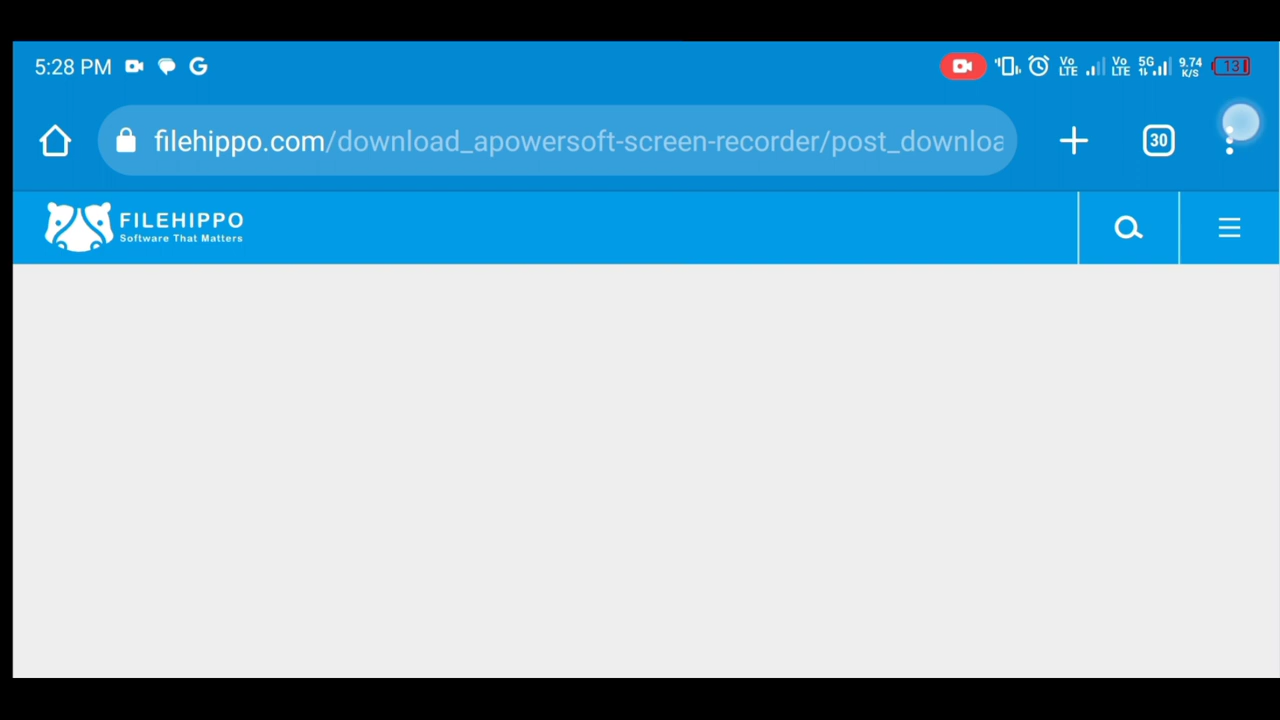 5:28 PM G Vo LTE Vo LTE 5G 9.74 K/S 13
filehippo.com/download_apowersoft-screen-recorder/post_downloa 30
FILEHIPPO
Software That Matters